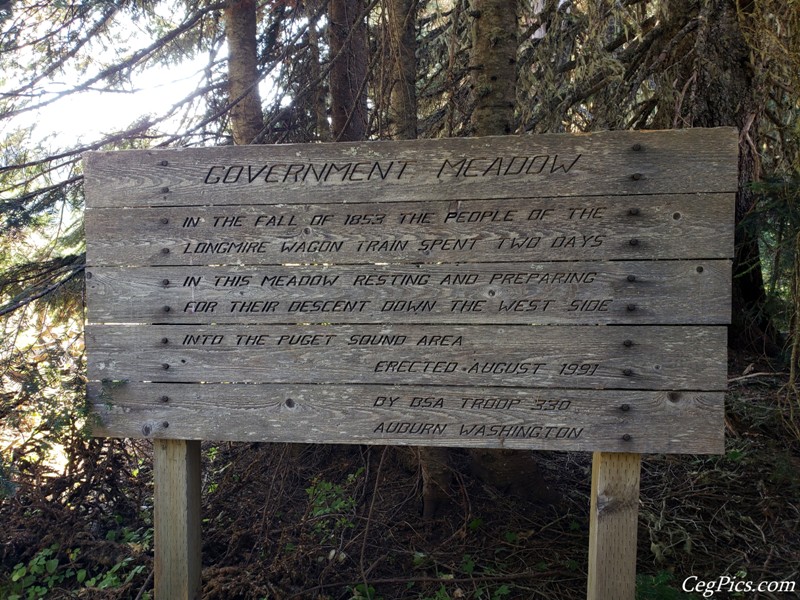 GOVERNMENT MEADOW
IN THE FALL OF 1853 THE PEOPLE OF THE
LONGMIRE WAGON TRAIN SPENT TWO DAYS
IN THIS MEADOW RESTING AND PREPARING
FOR THEIR DESCENT DOWN THE WEST SIDE
INTO THE PUGET SOUND AREA
ERECTED AUGUST 1991
BY BSA TROOP 330
AUBURN WASHINGTON
CegPics.com